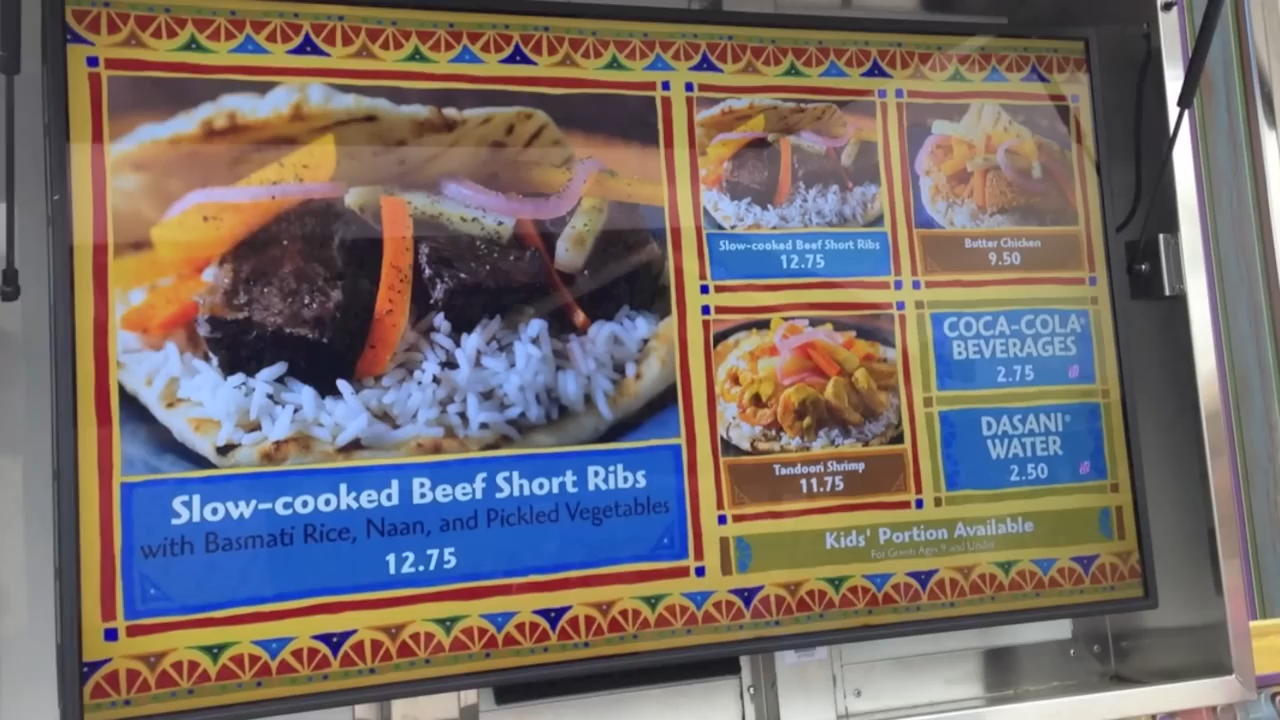 Slow-cooked Beef Short Ribs
with Basmati Rice, Naan, and Pickled Vegetables
12.75
Slow-cooked Beef Short Ribs
12.75
Butter Chicken
9.50
Tandoori Shrimp
11.75
COCA-COLA®
BEVERAGES
2.75
DASANI®
WATER
2.50
Kids' Portion Available
For Guests Ages 9 and Under